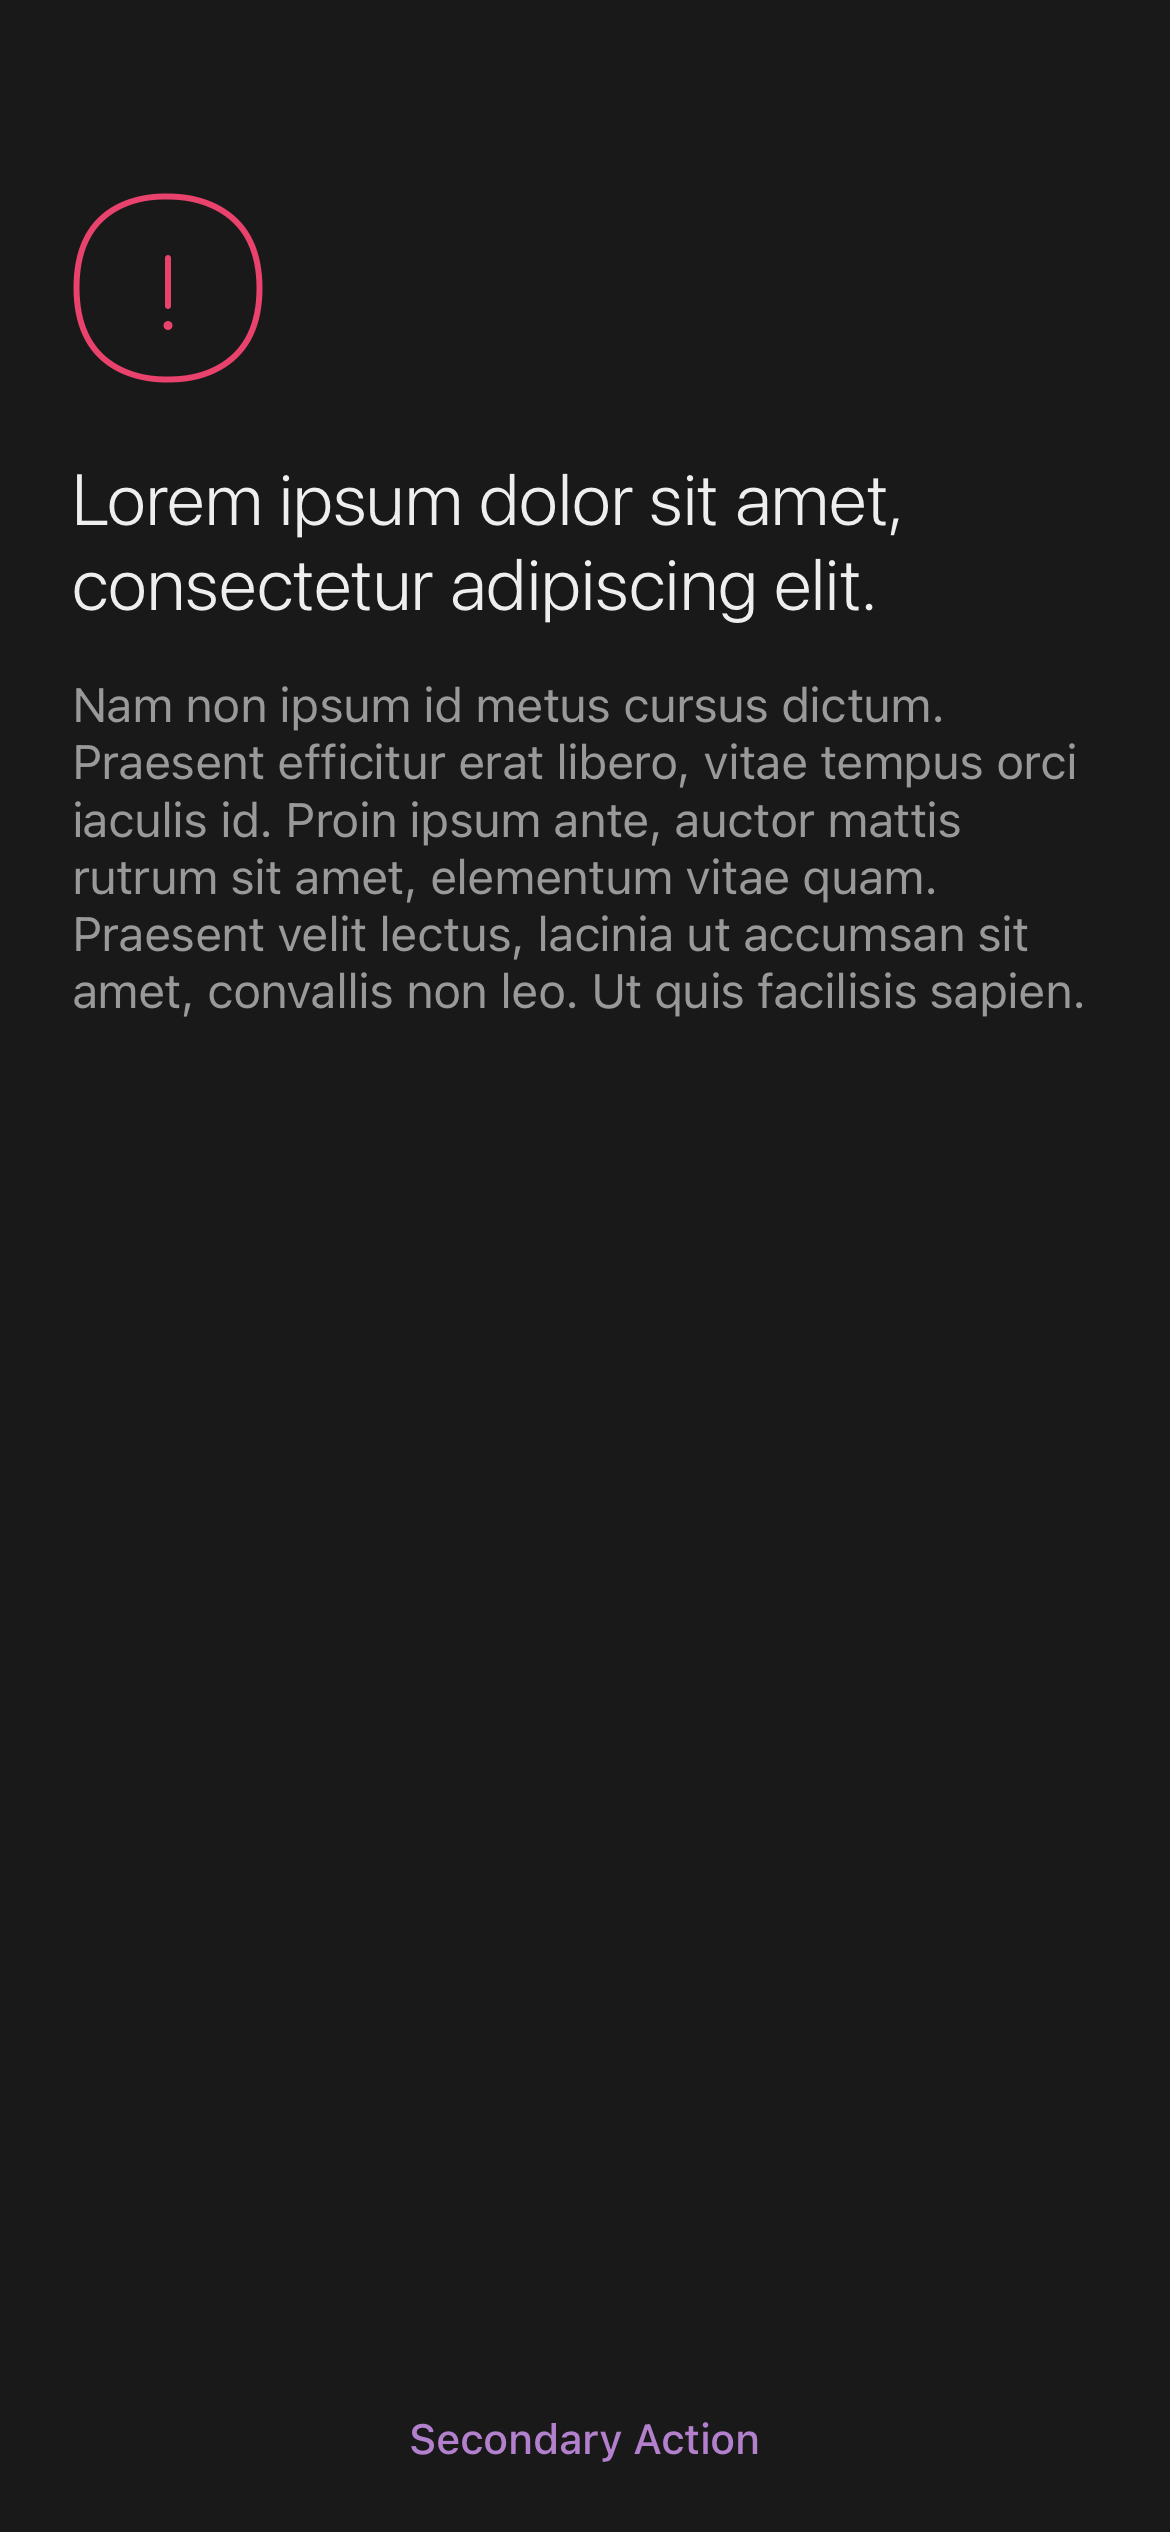 Lorem ipsum dolor sit amet,
consectetur adipiscing elit.
Nam non ipsum id metus cursus dictum.
Praesent efficitur erat libero, vitae tempus orci
iaculis id. Proin ipsum ante, auctor mattis
rutrum sit amet, elementum vitae quam.
Praesent velit lectus, lacinia ut accumsan sit
amet, convallis non leo. Ut quis facilisis sapien.
Secondary Action